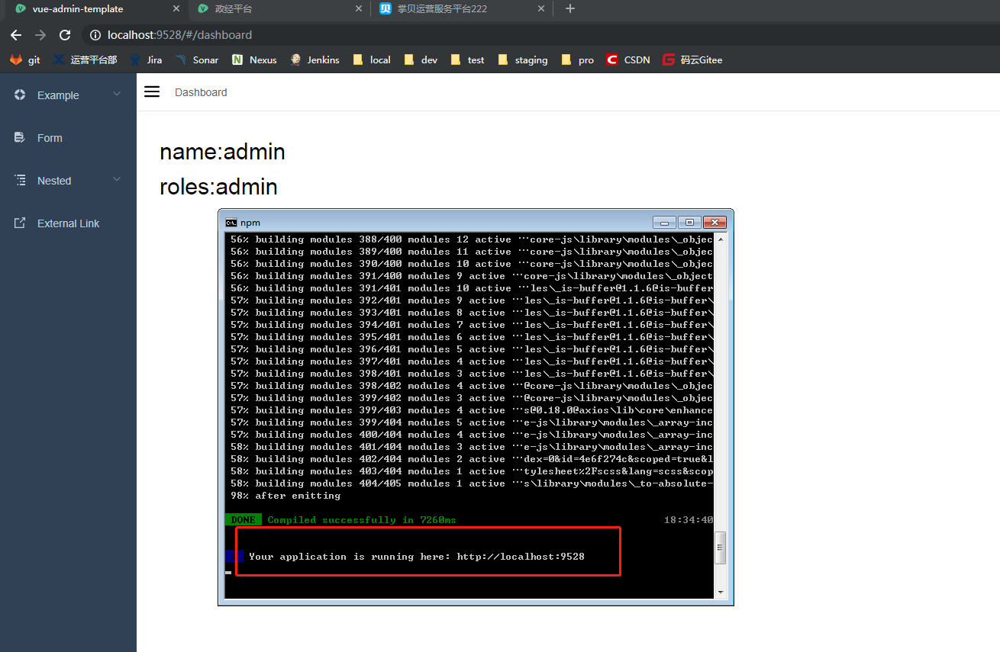 vue-admin-template
政经平台
掌贝运营服务平台222
localhost:9528/#/dashboard
git 运营平台部 Jira Sonar Nexus Jenkins local dev test staging pro CSDN 码云Gitee
Example
Form
Nested
External Link
Dashboard
name:admin
roles:admin
npm
56% building modules 388/400 modules 12 active ···core-js\library\modules\_objec
56% building modules 389/400 modules 11 active ···core-js\library\modules\_objec
56% building modules 390/400 modules 10 active ···core-js\library\modules\_objec
56% building modules 391/400 modules 9 active ···core-js\library\modules\_object
56% building modules 391/401 modules 10 active ···les\_is-buffer@1.1.6@is-buffer
57% building modules 392/401 modules 9 active ···les\_is-buffer@1.1.6@is-buffer\
57% building modules 393/401 modules 8 active ···les\_is-buffer@1.1.6@is-buffer\
57% building modules 394/401 modules 7 active ···les\_is-buffer@1.1.6@is-buffer\
57% building modules 395/401 modules 6 active ···les\_is-buffer@1.1.6@is-buffer\
57% building modules 396/401 modules 5 active ···les\_is-buffer@1.1.6@is-buffer\
57% building modules 397/401 modules 4 active ···les\_is-buffer@1.1.6@is-buffer\
57% building modules 398/401 modules 3 active ···les\_is-buffer@1.1.6@is-buffer\
57% building modules 398/402 modules 4 active ···@core-js\library\modules\_objec
57% building modules 399/402 modules 3 active ···@core-js\library\modules\_objec
57% building modules 399/403 modules 4 active ···s@0.18.0@axios\lib\core\enhance
57% building modules 399/404 modules 5 active ···e-js\library\modules\_array-inc
57% building modules 400/404 modules 4 active ···e-js\library\modules\_array-inc
58% building modules 401/404 modules 3 active ···e-js\library\modules\_array-inc
58% building modules 402/404 modules 2 active ···dex=0&id=4e6f274c&scoped=true&l
58% building modules 403/404 modules 1 active ···tylesheet%2Fscss&lang=scss&scop
58% building modules 404/405 modules 1 active ···s\library\modules\_to-absolute-
98% after emitting
DONE Compiled successfully in 7260ms 18:34:40
Your application is running here: http://localhost:9528